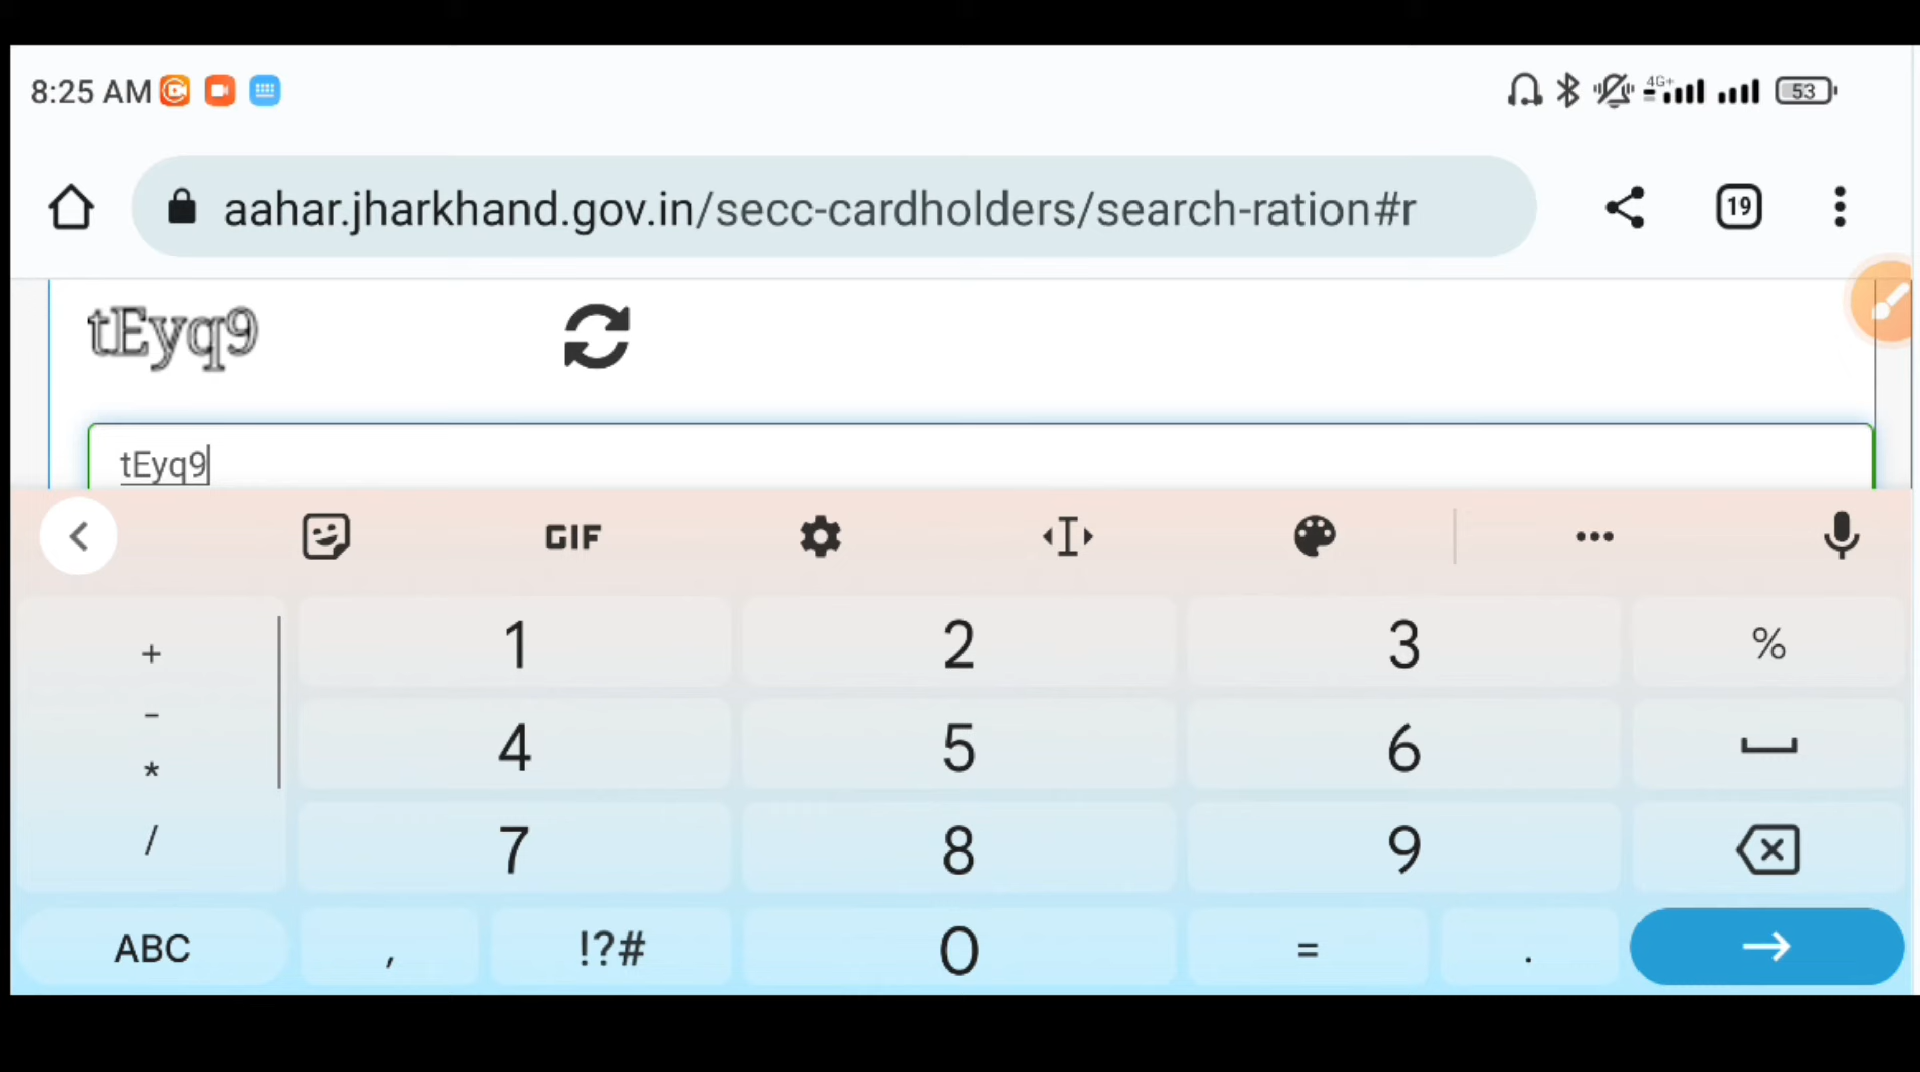 8:25 AM
4G+
53
aahar.jharkhand.gov.in/secc-cardholders/search-ration#r
19
tEyq9
tEyq9
GIF
+ 1 2 3 %
-
* 4 5 6
/ 7 8 9
ABC , !?# 0 = .